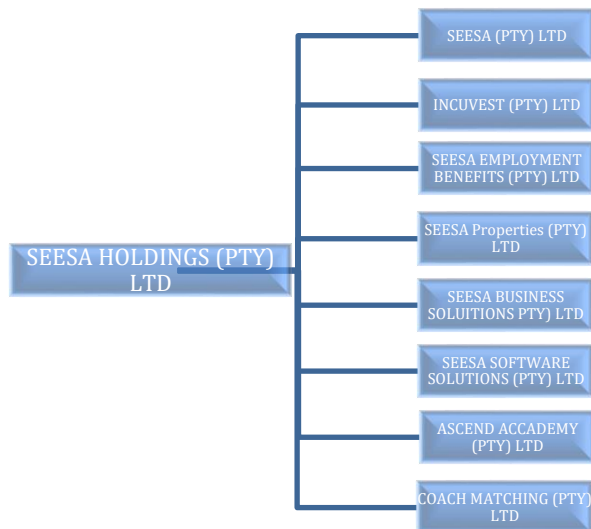 SEESA (PTY) LTD
INCUVEST (PTY) LTD
SEESA EMPLOYMENT
BENEFITS (PTY) LTD
SEESA Properties (PTY)
LTD
SEESA HOLDINGS (PTY)
LTD
SEESA BUSINESS
SOLUITIONS PTY) LTD
SEESA SOFTWARE
SOLUTIONS (PTY) LTD
ASCEND ACCADEMY
(PTY) LTD
COACH MATCHING (PTY)
LTD